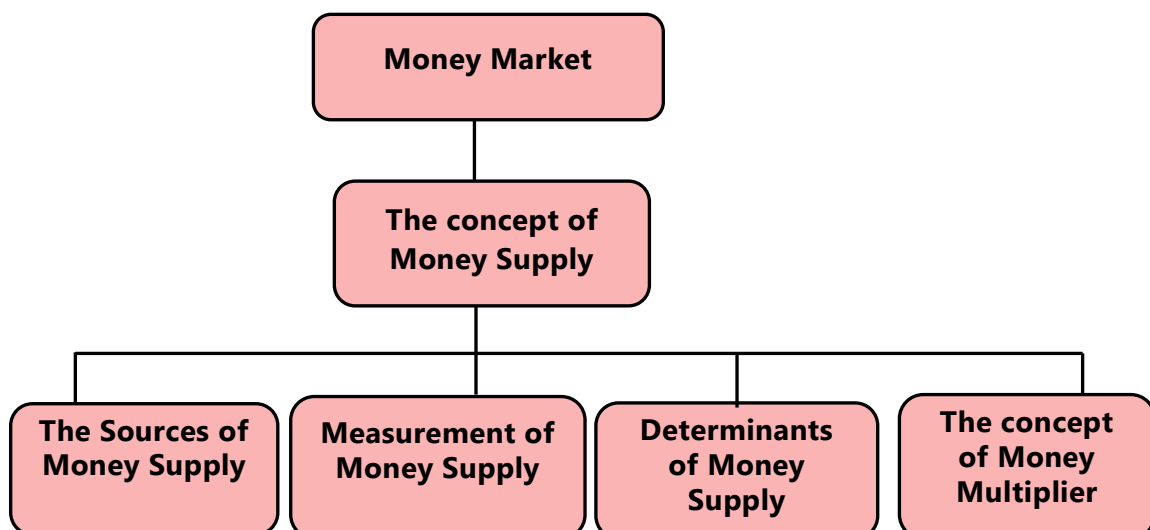 Money Market
The concept of
Money Supply
The Sources of
Money Supply
Measurement of
Money Supply
Determinants
of Money
Supply
The concept
of Money
Multiplier